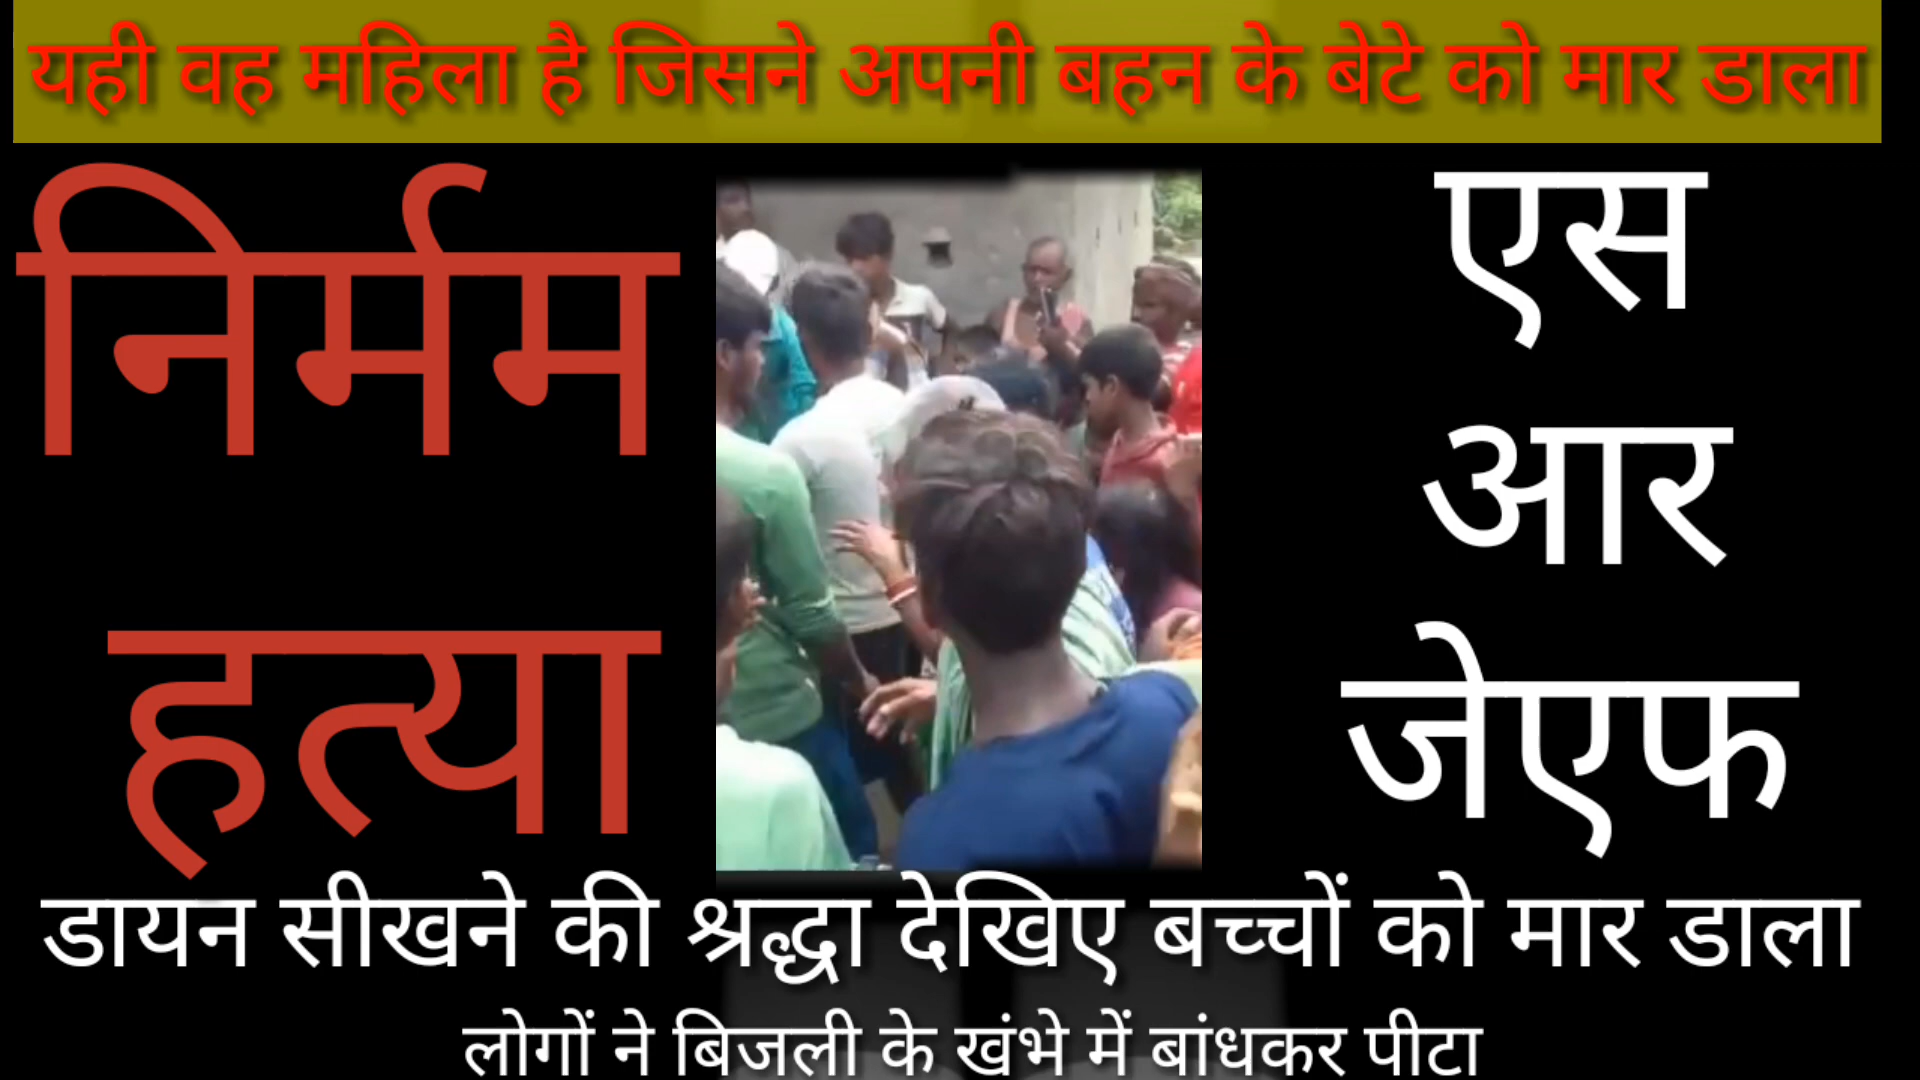 यही वह महिला है जिसने अपनी बहन के बेटे को मार डाला
निर्मम
हत्या
एस
आर
जेएफ
डायन सीखने की श्रद्धा देखिए बच्चों को मार डाला
लोगों ने बिजली के खंभे में बांधकर पीटा